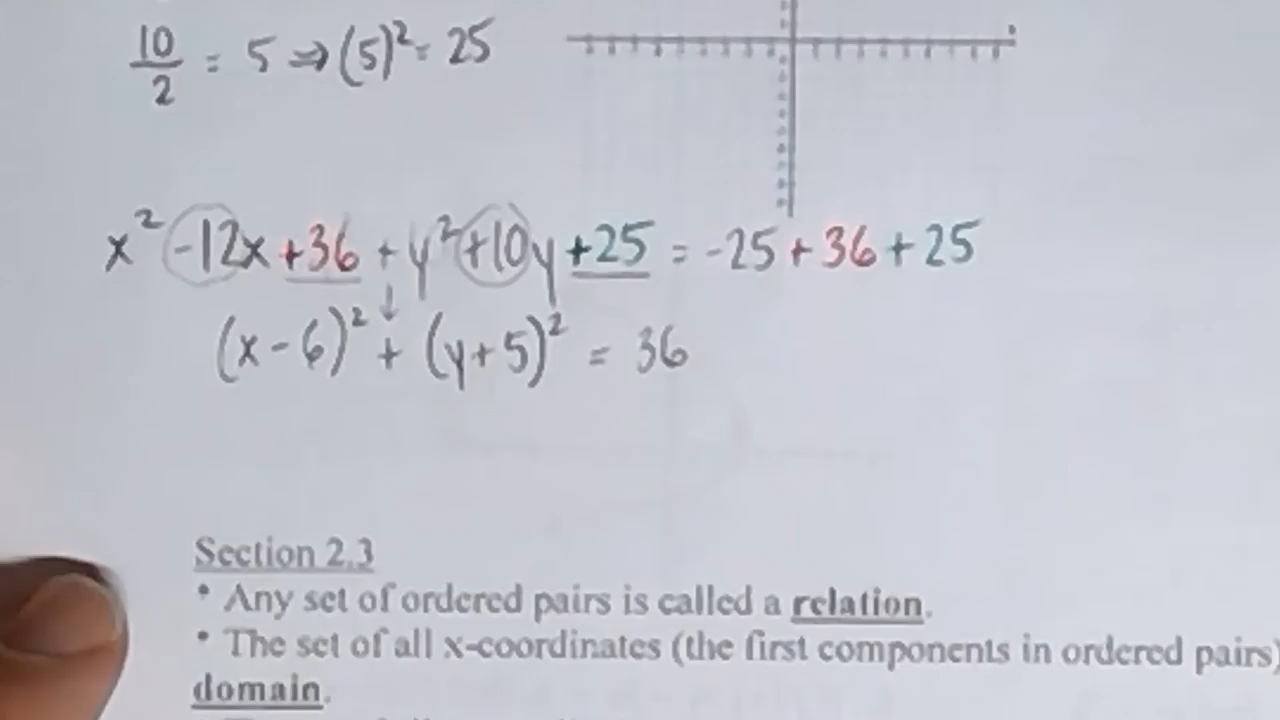 10/2 = 5 ⇒ (5)² = 25
x² -12x +36 + y² +10y +25 = -25 + 36 + 25
(x - 6)² + (y + 5)² = 36
Section 2.3
• Any set of ordered pairs is called a relation.
• The set of all x-coordinates (the first components in ordered pairs)
domain.